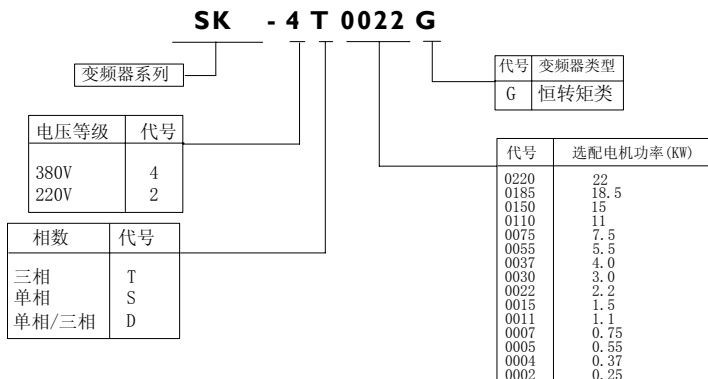 SK - 4 T 0022 G
变频器系列
代号 变频器类型
G 恒转矩类
电压等级 代号
380V 4
220V 2
相数 代号
三相 T
单相 S
单相/三相 D
代号 选配电机功率(KW)
0220 22
0185 18.5
0150 15
0110 11
0075 7.5
0055 5.5
0037 4.0
0030 3.0
0022 2.2
0015 1.5
0011 1.1
0007 0.75
0005 0.55
0004 0.37
0002 0.25